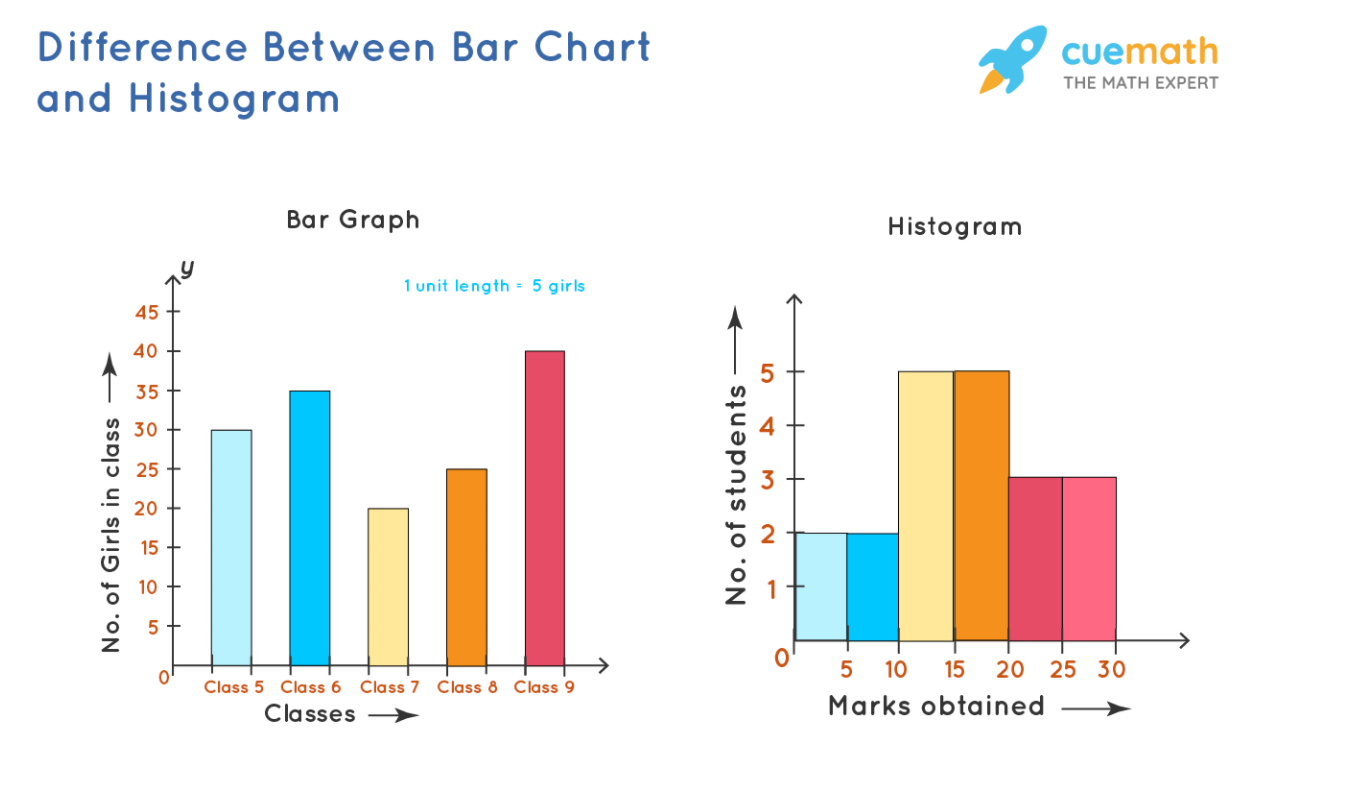 Difference Between Bar Chart
and Histogram
cuemath
THE MATH EXPERT
Bar Graph
y
1 unit length = 5 girls
45
40
35
30
25
20
15
10
5
0
No. of Girls in class
Class 5 Class 6 Class 7 Class 8 Class 9
Classes
Histogram
5
4
3
2
1
0
No. of students
5 10 15 20 25 30
Marks obtained